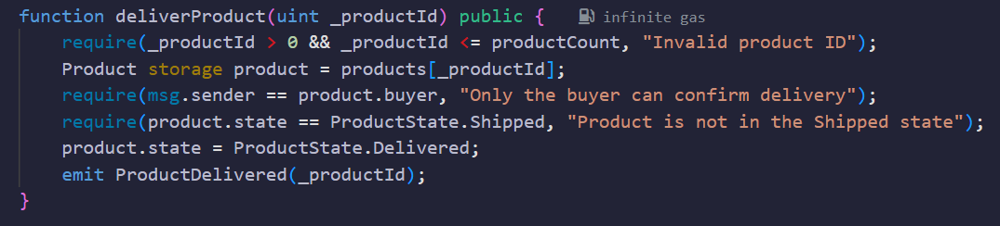 function deliverProduct(uint _productId) public { infinite gas
    require(_productId > 0 && _productId <= productCount, "Invalid product ID");
    Product storage product = products[_productId];
    require(msg.sender == product.buyer, "Only the buyer can confirm delivery");
    require(product.state == ProductState.Shipped, "Product is not in the Shipped state");
    product.state = ProductState.Delivered;
    emit ProductDelivered(_productId);
}